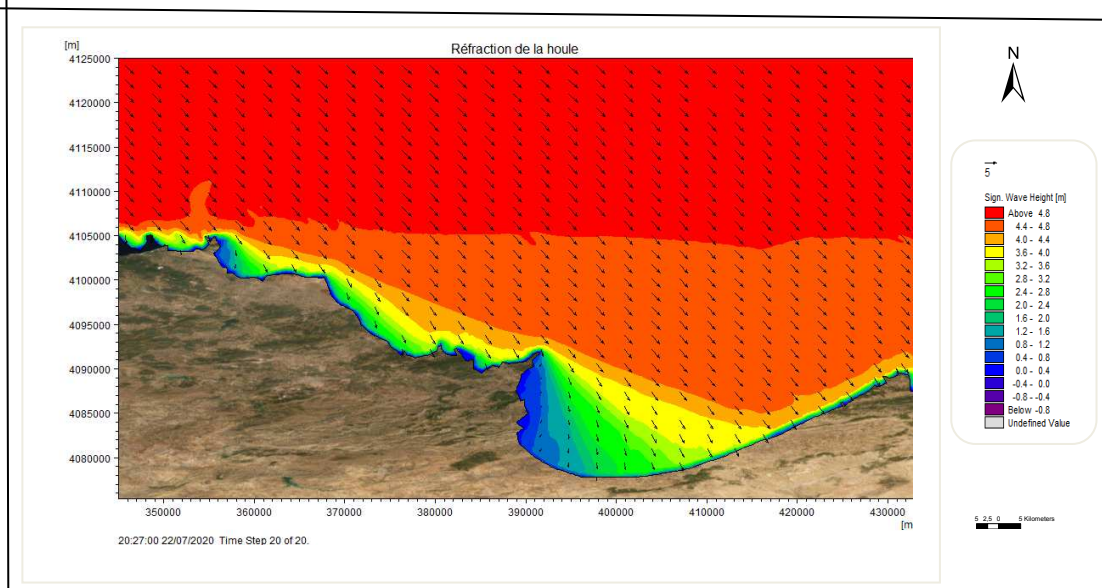 [m]
Réfraction de la houle
4125000
4120000
4115000
4110000
4105000
4100000
4095000
4090000
4085000
4080000
350000 360000 370000 380000 390000 400000 410000 420000 430000
[m
20:27:00 22/07/2020 Time Step 20 of 20.
N
5
Sign. Wave Height [m]
Above 4.8
4.4 - 4.8
4.0 - 4.4
3.6 - 4.0
3.2 - 3.6
2.8 - 3.2
2.4 - 2.8
2.0 - 2.4
1.6 - 2.0
1.2 - 1.6
0.8 - 1.2
0.4 - 0.8
0.0 - 0.4
-0.4 - 0.0
-0.8 - -0.4
Below -0.8
Undefined Value
5 2.5 0 5 Kilometers